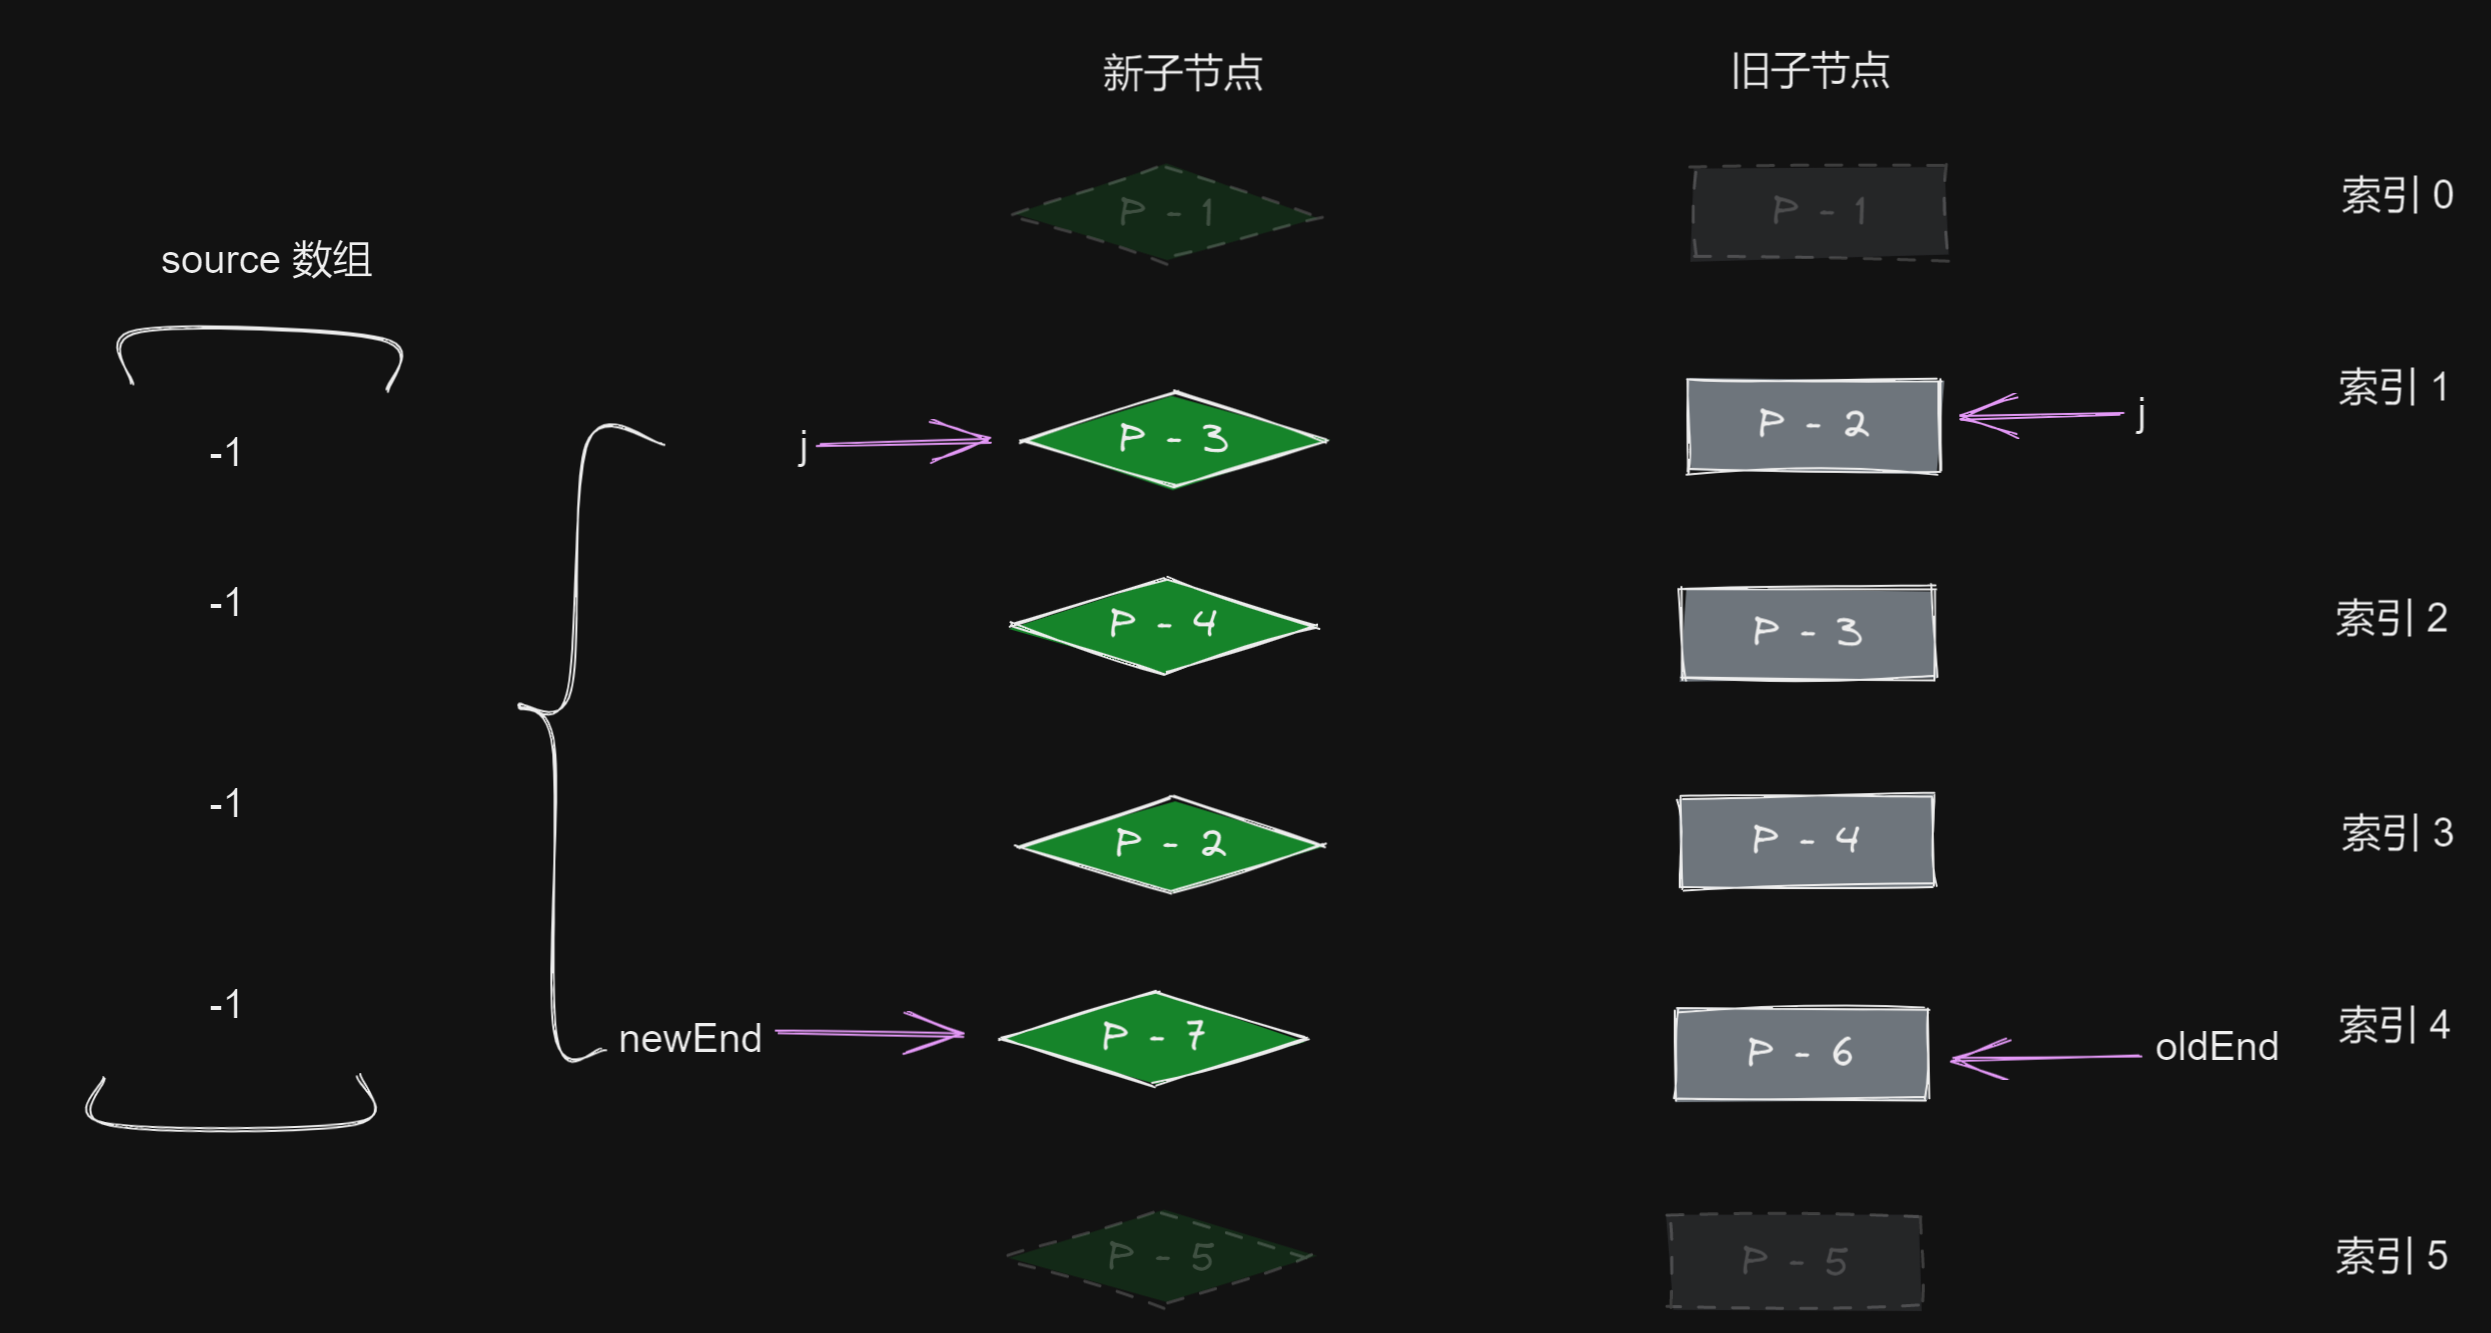 新子节点 旧子节点
P - 1 P - 1 索引 0
source 数组
-1 j P - 3 P - 2 j 索引 1
-1 P - 4 P - 3 索引 2
-1 P - 2 P - 4 索引 3
-1 newEnd P - 7 P - 6 oldEnd 索引 4
P - 5 P - 5 索引 5